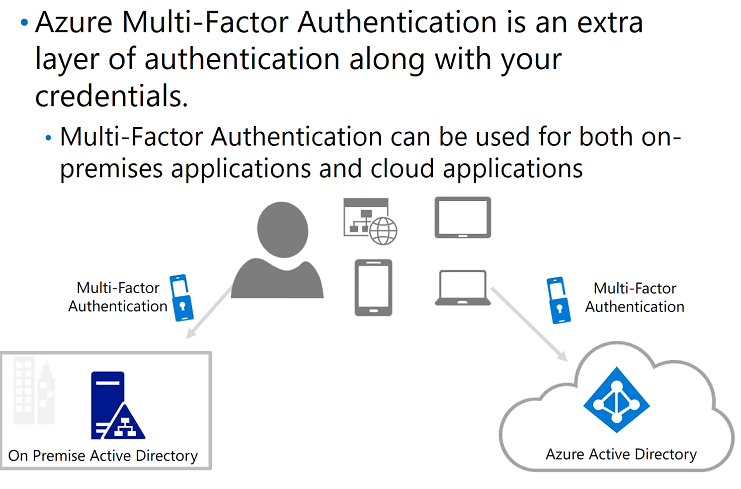 • Azure Multi-Factor Authentication is an extra
layer of authentication along with your
credentials.
• Multi-Factor Authentication can be used for both on-
premises applications and cloud applications
Multi-Factor
Authentication
Multi-Factor
Authentication
On Premise Active Directory
Azure Active Directory